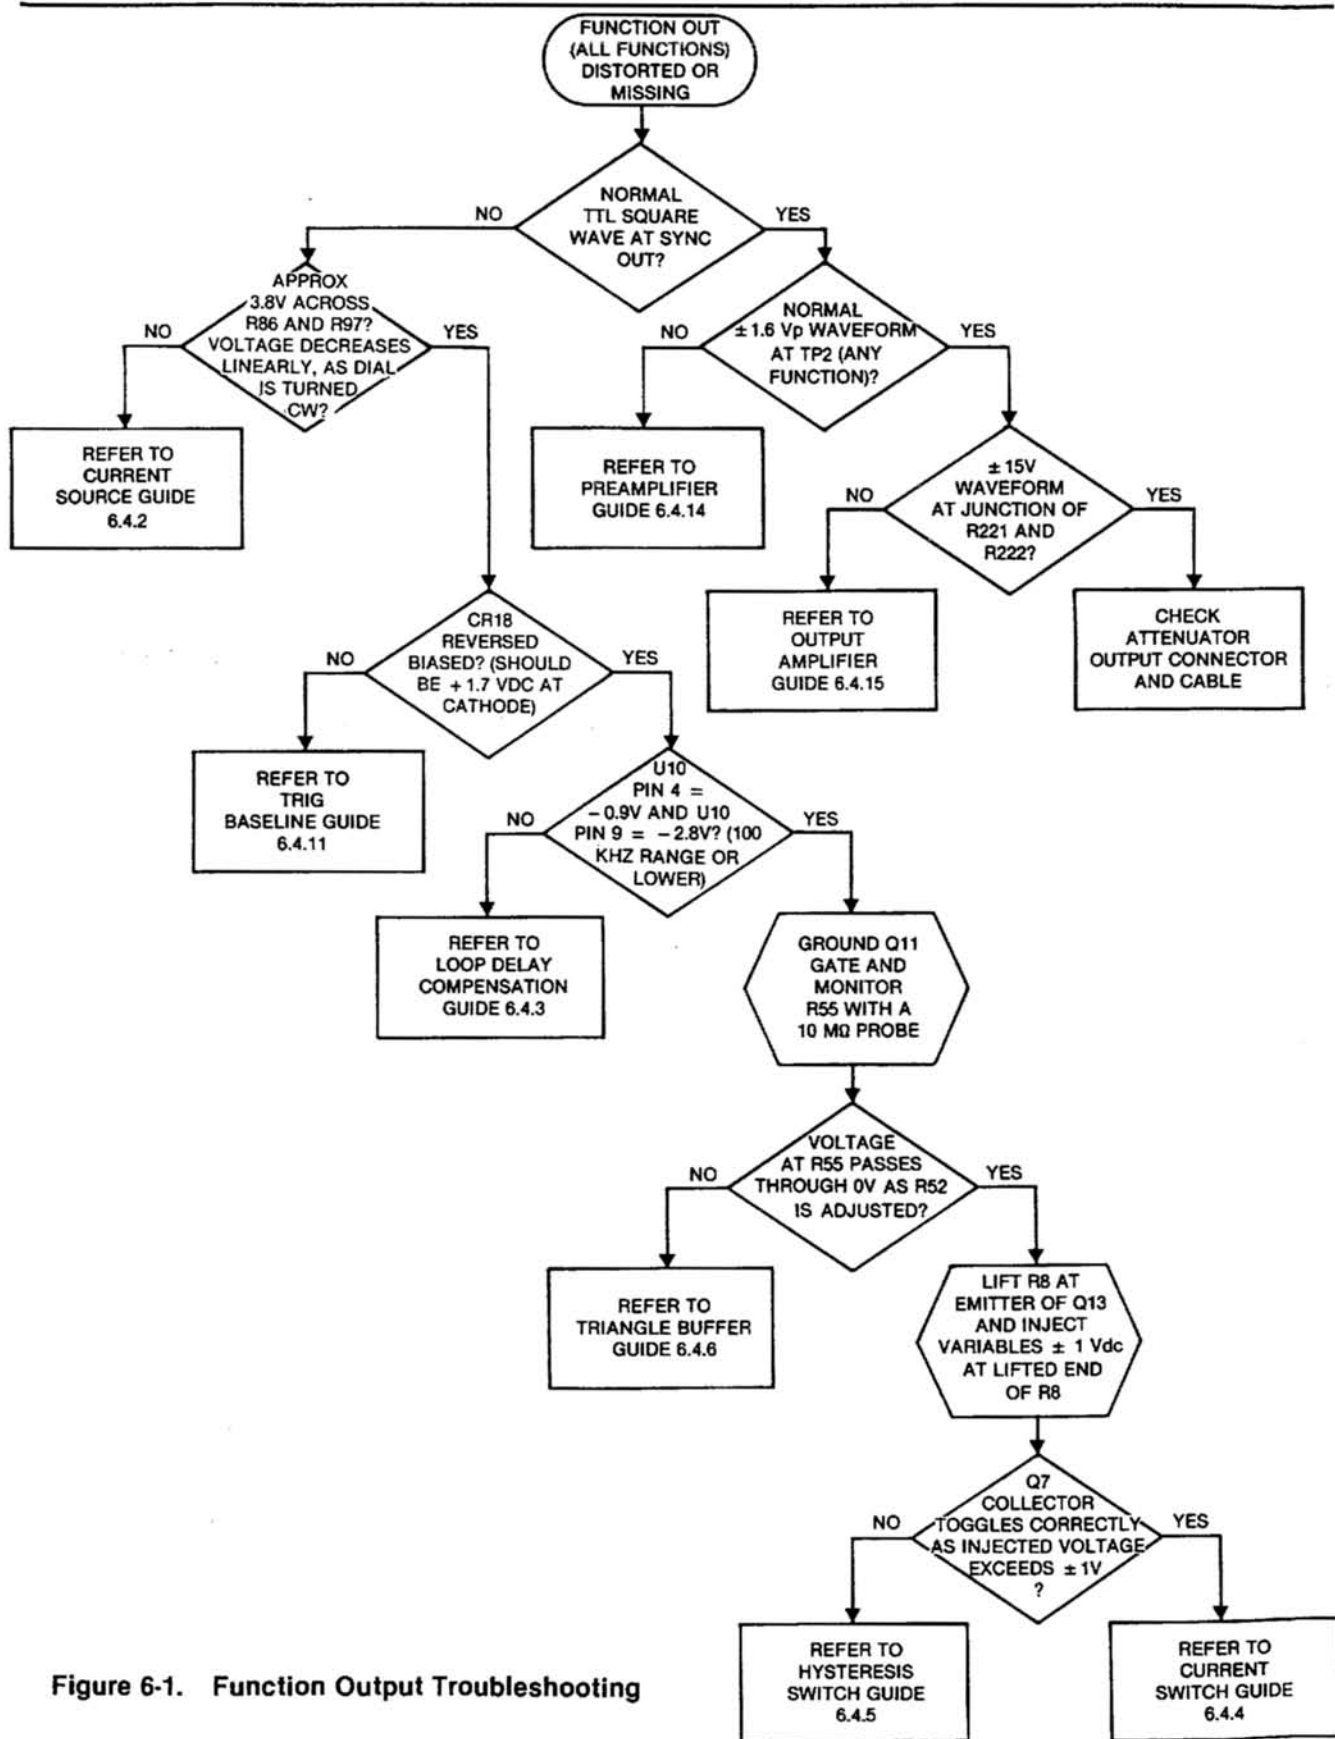 FUNCTION OUT
(ALL FUNCTIONS)
DISTORTED OR
MISSING
NO
NORMAL
TTL SQUARE
WAVE AT SYNC
OUT?
YES
NO
APPROX
3.8V ACROSS
R86 AND R97?
VOLTAGE DECREASES
LINEARLY, AS DIAL
IS TURNED
CW?
YES
NO
NORMAL
± 1.6 Vp WAVEFORM
AT TP2 (ANY
FUNCTION)?
YES
REFER TO
CURRENT
SOURCE GUIDE
6.4.2
REFER TO
PREAMPLIFIER
GUIDE 6.4.14
NO
± 15V
WAVEFORM
AT JUNCTION OF
R221 AND
R222?
YES
REFER TO
OUTPUT
AMPLIFIER
GUIDE 6.4.15
CHECK
ATTENUATOR
OUTPUT CONNECTOR
AND CABLE
NO
CR18
REVERSED
BIASED? (SHOULD
BE + 1.7 VDC AT
CATHODE)
YES
REFER TO
TRIG
BASELINE GUIDE
6.4.11
NO
U10
PIN 4 =
– 0.9V AND U10
PIN 9 = – 2.8V? (100
KHZ RANGE OR
LOWER)
YES
REFER TO
LOOP DELAY
COMPENSATION
GUIDE 6.4.3
GROUND Q11
GATE AND
MONITOR
R55 WITH A
10 MΩ PROBE
NO
VOLTAGE
AT R55 PASSES
THROUGH 0V AS R52
IS ADJUSTED?
YES
REFER TO
TRIANGLE BUFFER
GUIDE 6.4.6
LIFT R8 AT
EMITTER OF Q13
AND INJECT
VARIABLES ± 1 Vdc
AT LIFTED END
OF R8
NO
Q7
COLLECTOR
TOGGLES CORRECTLY
AS INJECTED VOLTAGE
EXCEEDS ± 1V
?
YES
REFER TO
HYSTERESIS
SWITCH GUIDE
6.4.5
REFER TO
CURRENT
SWITCH GUIDE
6.4.4
Figure 6-1. Function Output Troubleshooting